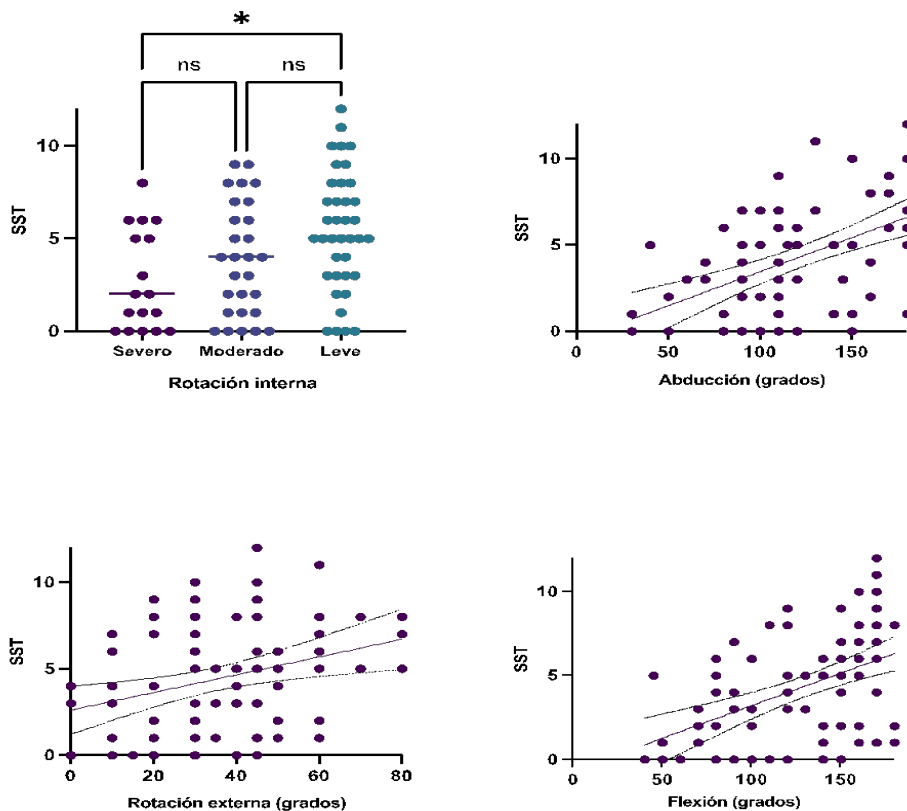 *
ns ns
SST
10
5
0
Severo Moderado Leve
Rotación interna
SST
10
5
0
0 50 100 150
Abducción (grados)
SST
10
5
0
0 20 40 60 80
Rotación externa (grados)
SST
10
5
0
0 50 100 150
Flexión (grados)